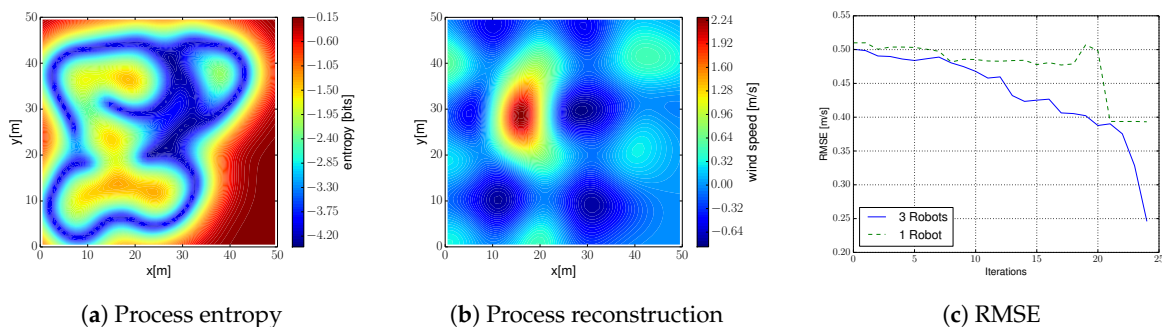 50
40
30
20
10
0
y[m]
0 10 20 30 40 50
x[m]
−0.15
−0.60
−1.05
−1.50
−1.95
−2.40
−2.85
−3.30
−3.75
−4.20
entropy [bits]
(a) Process entropy
50
40
30
20
10
0
y[m]
0 10 20 30 40 50
x[m]
2.24
1.92
1.60
1.28
0.96
0.64
0.32
0.00
−0.32
−0.64
wind speed [m/s]
(b) Process reconstruction
0.55
0.50
0.45
0.40
0.35
0.30
0.25
0.20
RMSE [m/s]
3 Robots
1 Robot
0 5 10 15 20 25
Iterations
(c) RMSE